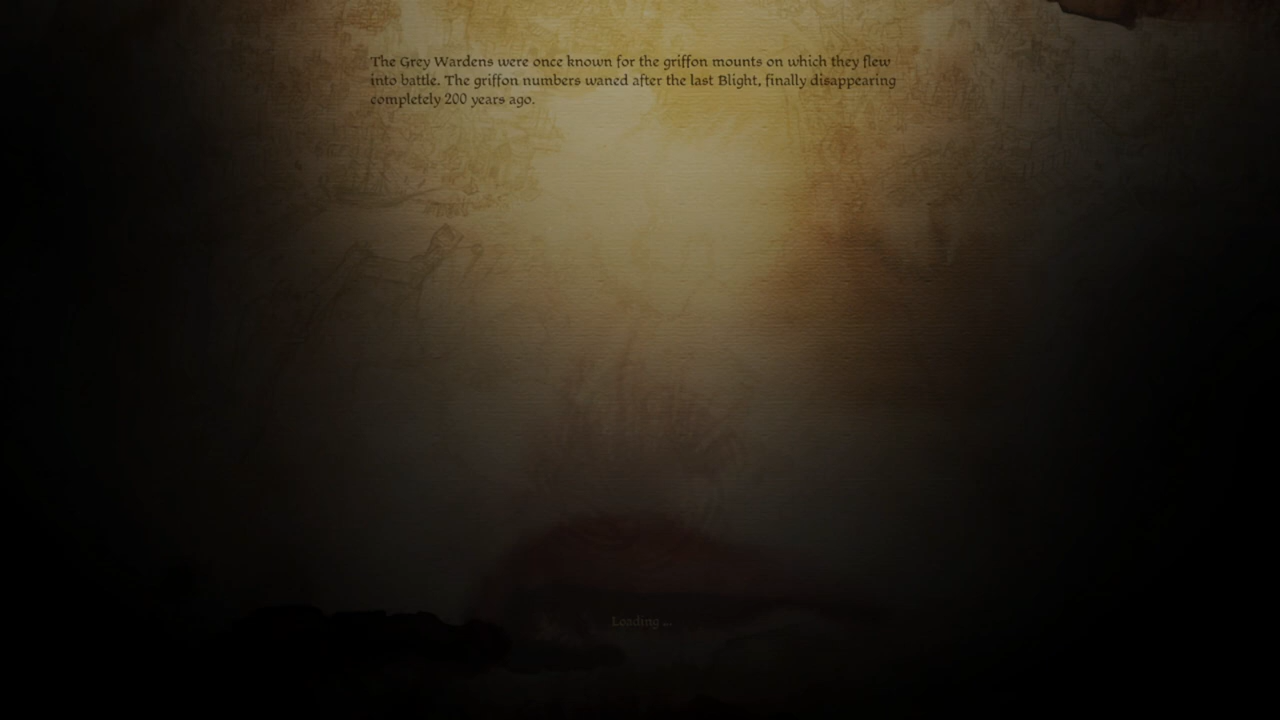 The Grey Wardens were once known for the griffon mounts on which they flew
into battle. The griffon numbers waned after the last Blight, finally disappearing
completely 200 years ago.
Loading ...